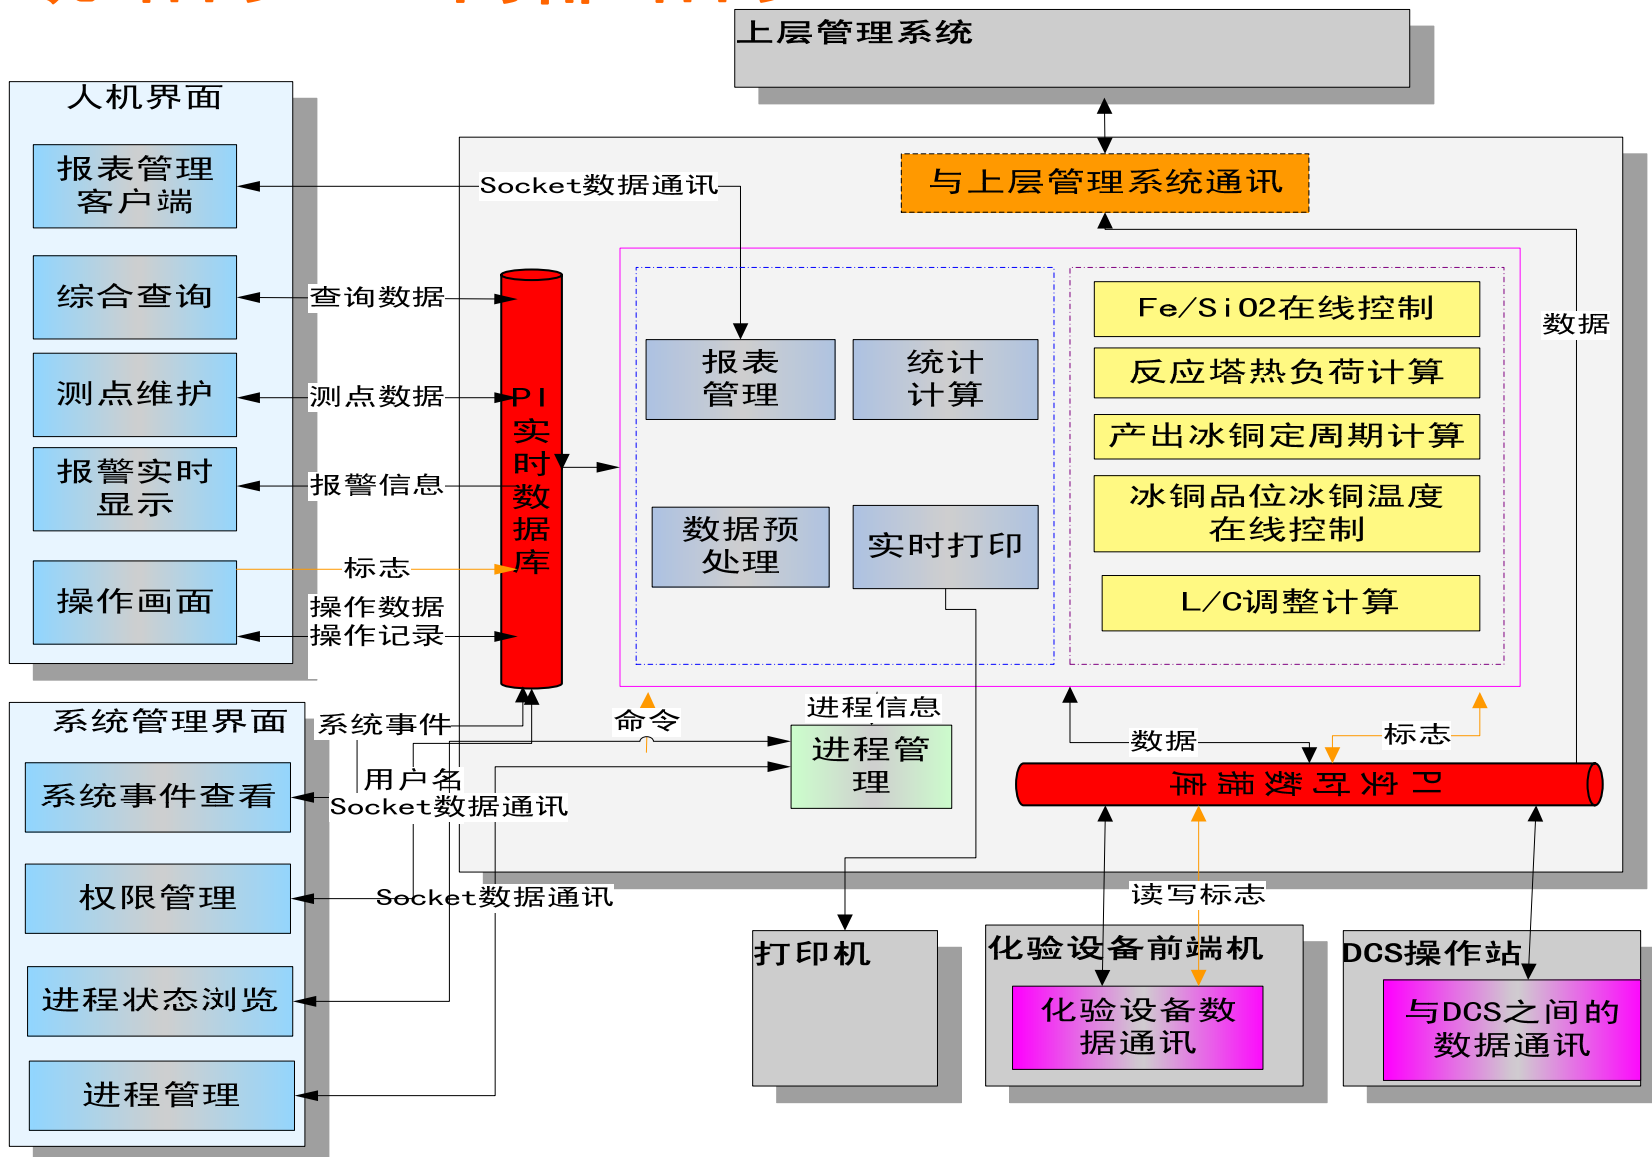 上层管理系统
人机界面
报表管理
客户端
综合查询
测点维护
报警实时
显示
操作画面
Socket数据通讯
查询数据
测点数据
报警信息
标志
操作数据
操作记录
PI
实
时
数
据
库
与上层管理系统通讯
数据
报表
管理
统计
计算
数据预
处理
实时打印
Fe/SiO2在线控制
反应塔热负荷计算
产出冰铜定周期计算
冰铜品位冰铜温度
在线控制
L/C调整计算
系统管理界面
系统事件查看
权限管理
进程状态浏览
进程管理
系统事件
用户名
Socket数据通讯
Socket数据通讯
命令
进程信息
进程管
理
数据
标志
PI实时数据库
读写标志
打印机
化验设备前端机
化验设备数
据通讯
DCS操作站
与DCS之间的
数据通讯